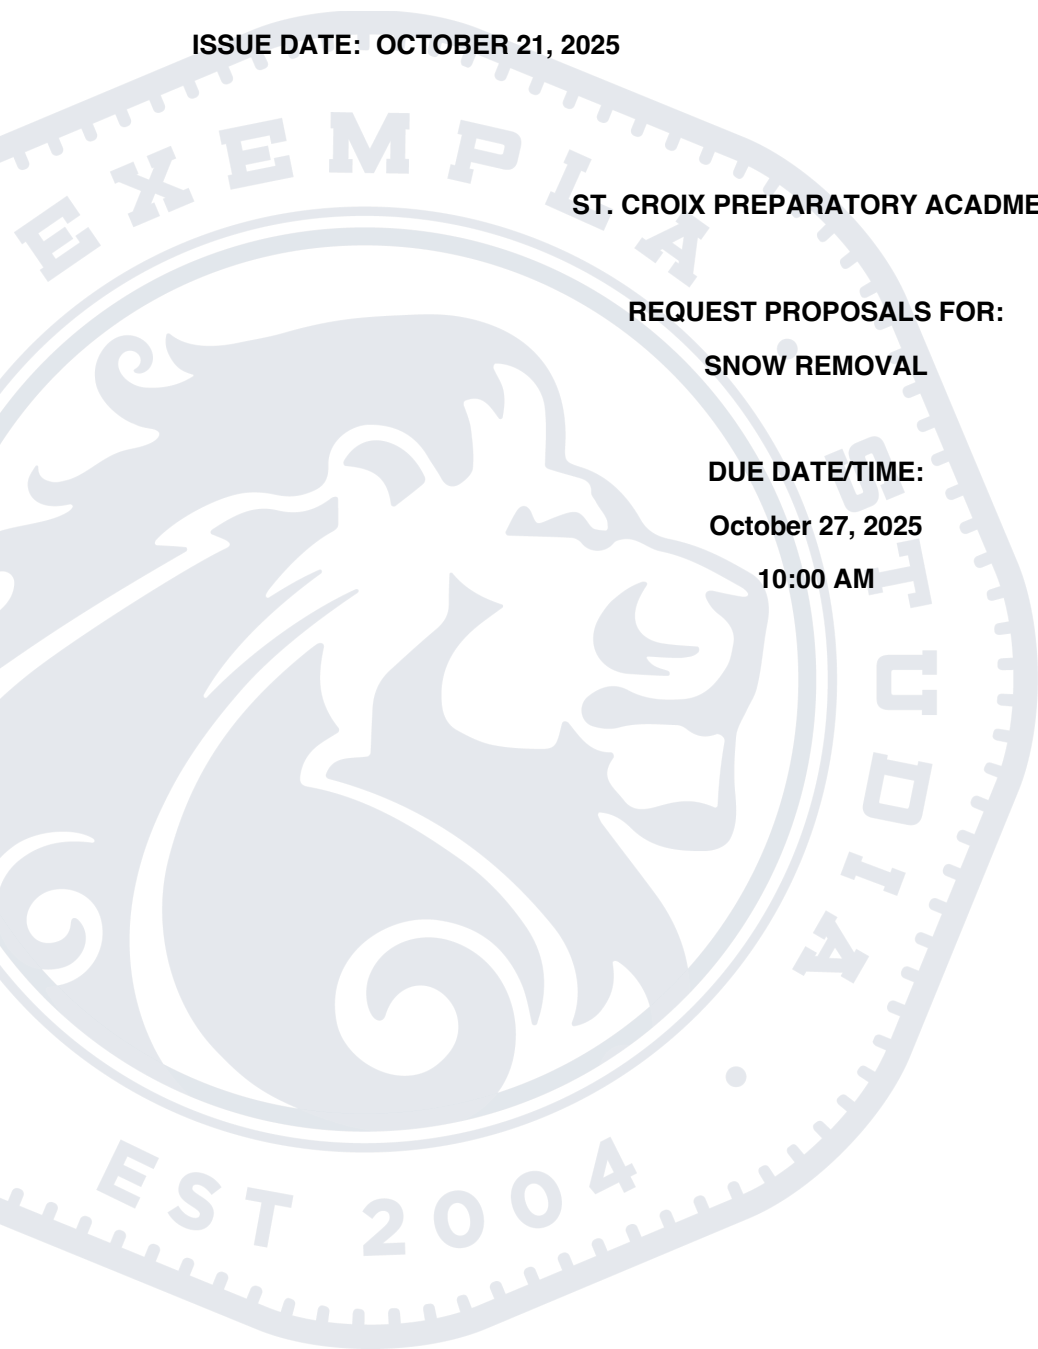 ISSUE DATE: OCTOBER 21, 2025
ST. CROIX PREPARATORY ACADME
REQUEST PROPOSALS FOR:
SNOW REMOVAL
DUE DATE/TIME:
October 27, 2025
10:00 AM
EXEMPLA • STUDIA •
EST 2004